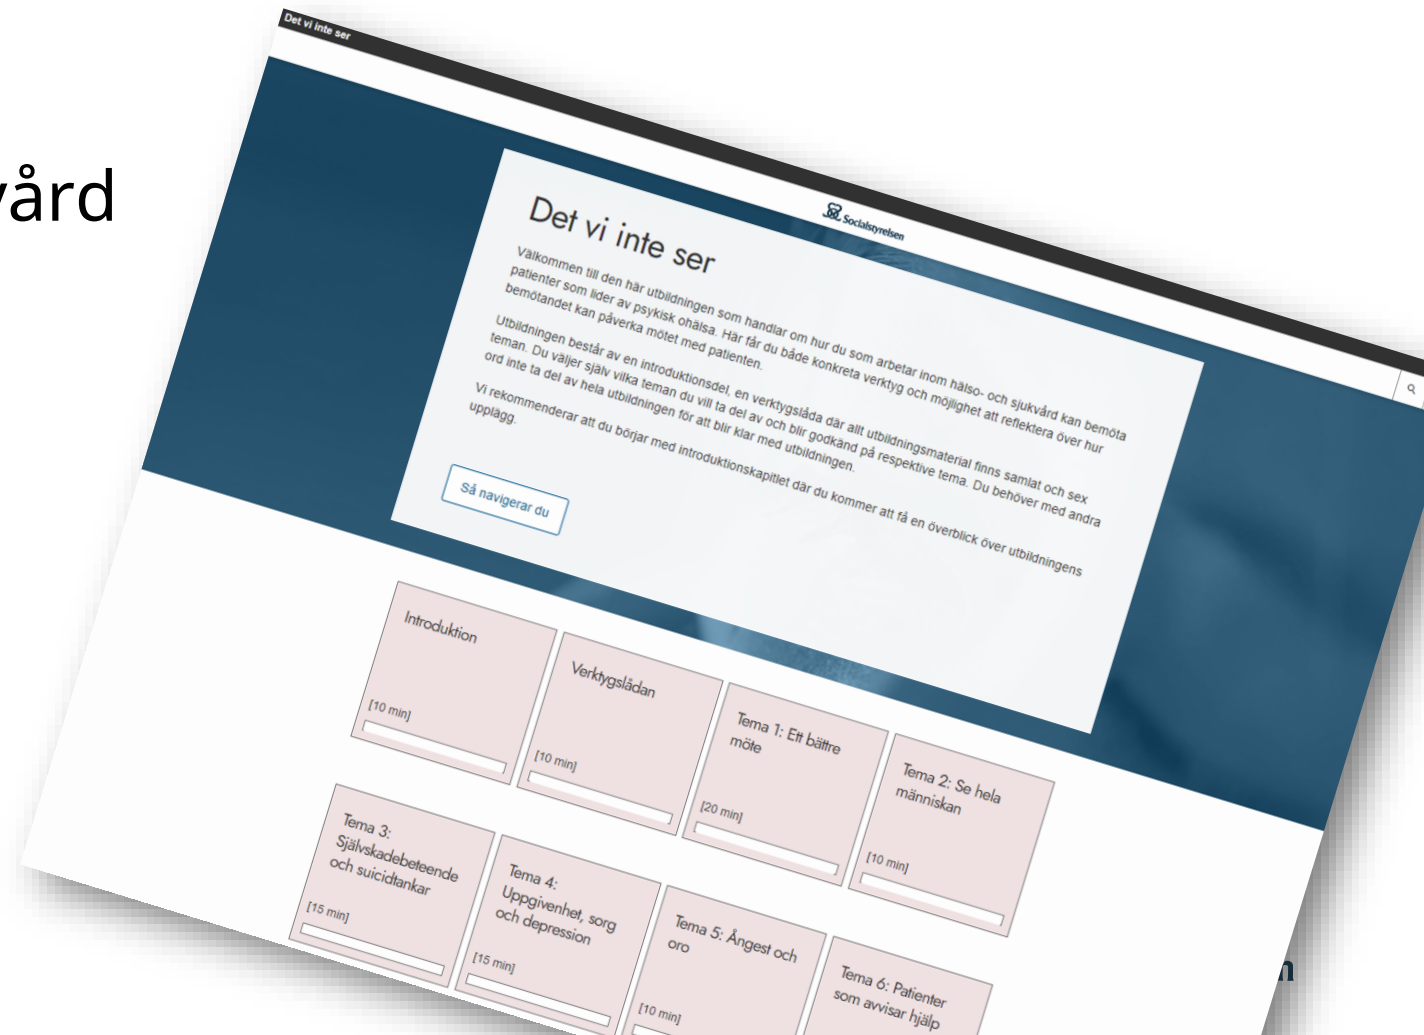 Det vi inte ser
vård
Socialstyrelsen
Det vi inte ser
Välkommen till den här utbildningen som handlar om hur du som arbetar inom hälso- och sjukvård kan bemöta
patienter som lider av psykisk ohälsa. Här får du både konkreta verktyg och möjlighet att reflektera över hur
bemötandet kan påverka mötet med patienten.
Utbildningen består av en introduktionsdel, en verktygslåda där allt utbildningsmaterial finns samlat och sex
teman. Du väljer själv vilka teman du vill ta del av och blir godkänd på respektive tema. Du behöver med andra
ord inte ta del av hela utbildningen för att blir klar med utbildningen.
Vi rekommenderar att du börjar med introduktionskapitlet där du kommer att få en överblick över utbildningens
upplägg.
Så navigerar du
Introduktion
[10 min]
Verktygslådan
[10 min]
Tema 1: Ett bättre
möte
[20 min]
Tema 2: Se hela
människan
[10 min]
Tema 3:
Självskadebeteende
och suicidtankar
[15 min]
Tema 4:
Uppgivenhet, sorg
och depression
[15 min]
Tema 5: Ångest och
oro
[10 min]
Tema 6: Patienter
som avvisar hjälp